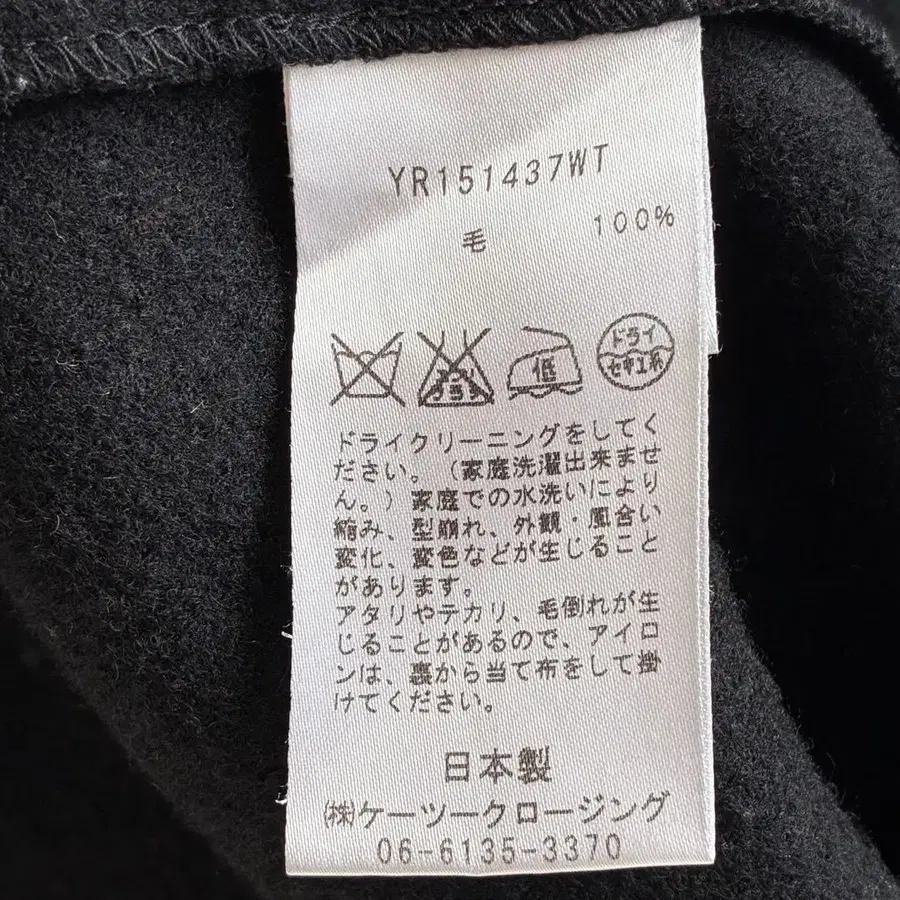 YR151437WT
毛 100%
エンソ サラシ 低 ドライ セキユ系
ドライクリーニングをしてく
ださい。（家庭洗濯出来ませ
ん。）家庭での水洗いにより
縮み、型崩れ、外観・風合い
変化、変色などが生じること
があります。
アタリやテカリ、毛倒れが生
じることがあるので、アイロ
ンは、裏から当て布をして掛
けてください。
日本製
㈱ケーツークロージング
06-6135-3370